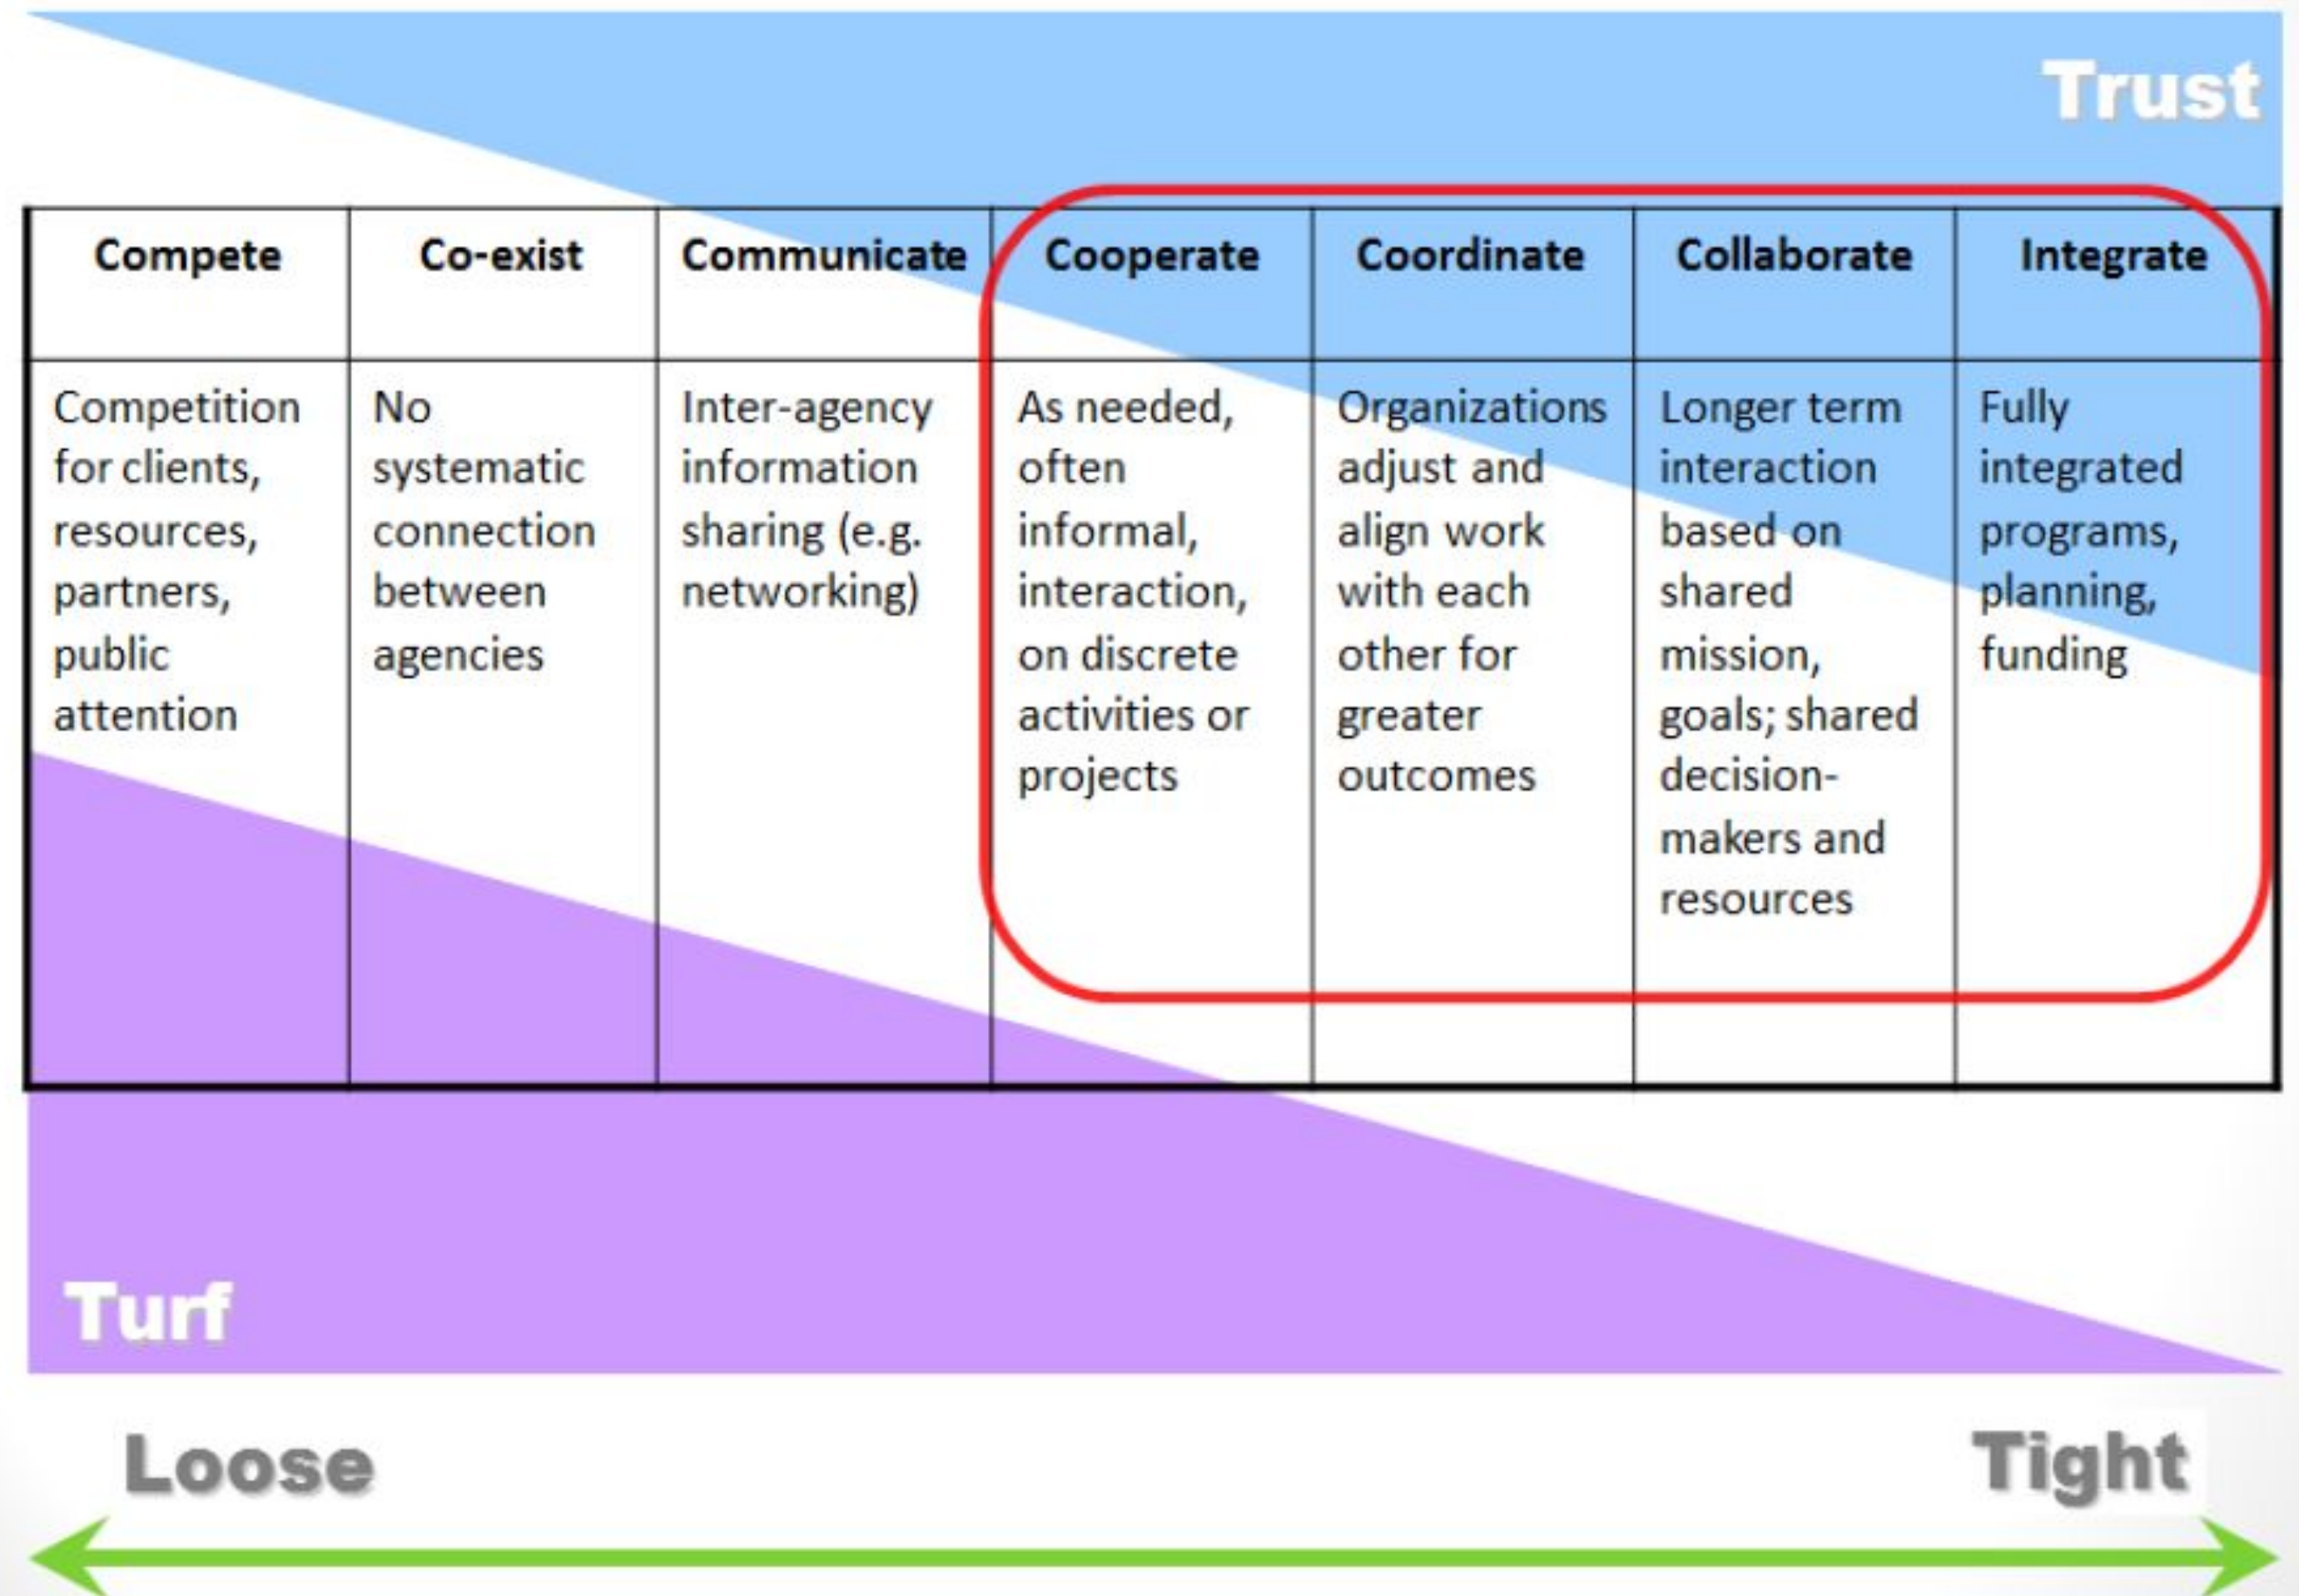 Trust
Compete
Co-exist
Communicate
Cooperate
Coordinate
Collaborate
Integrate
Competition
for clients,
resources,
partners,
public
attention
No
systematic
connection
between
agencies
Inter-agency
information
sharing (e.g.
networking)
As needed,
often
informal,
interaction,
on discrete
activities or
projects
Organizations
adjust and
align work
with each
other for
greater
outcomes
Longer term
interaction
based on
shared
mission,
goals; shared
decision-
makers and
resources
Fully
integrated
programs,
planning,
funding
Turf
Loose
Tight